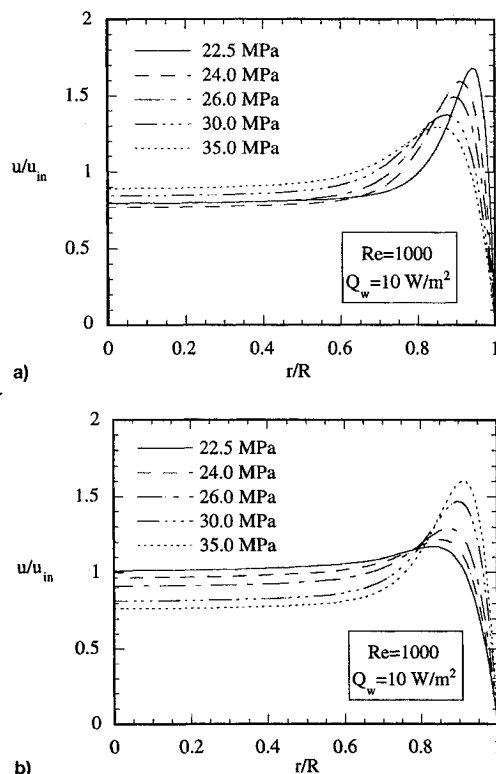 2
22.5 MPa
24.0 MPa
26.0 MPa
30.0 MPa
35.0 MPa
1.5
u/u_in
1
0.5
Re=1000
Q_w=10 W/m²
0
0 0.2 0.4 0.6 0.8 1
r/R
a)
2
22.5 MPa
24.0 MPa
26.0 MPa
30.0 MPa
35.0 MPa
1.5
u/u_in
1
0.5
Re=1000
Q_w=10 W/m²
0
0 0.2 0.4 0.6 0.8 1
r/R
b)